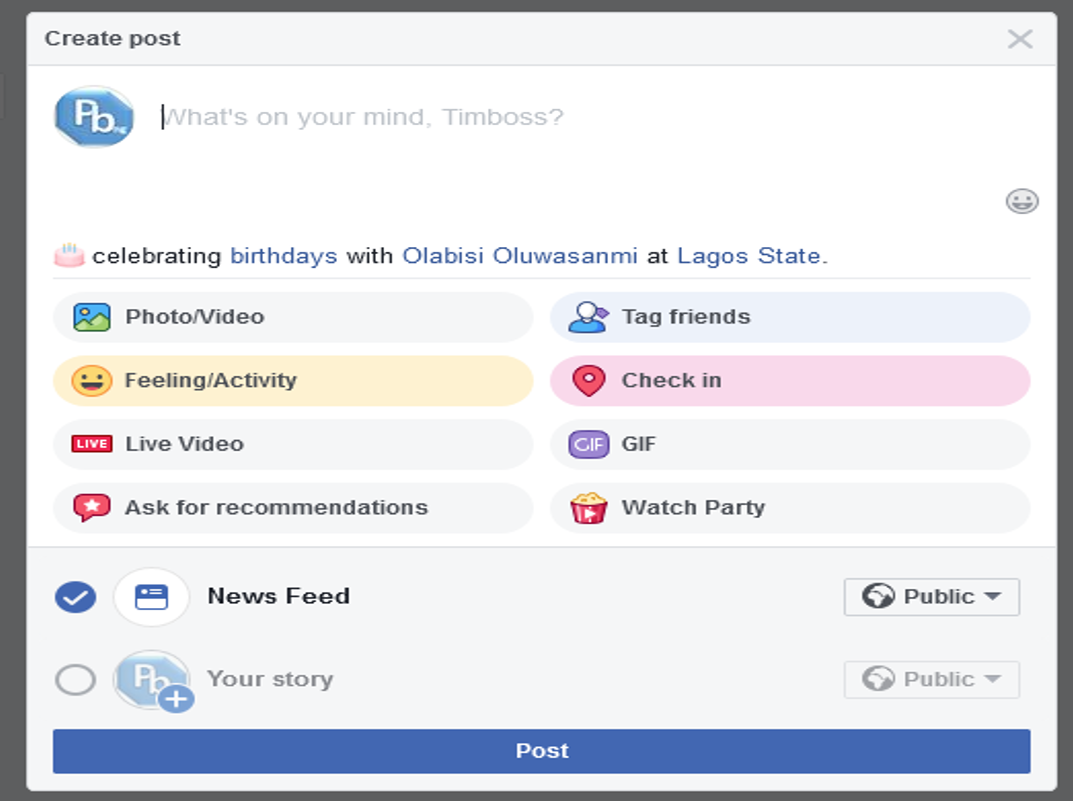 Create post
Pb
What's on your mind, Timboss?
celebrating birthdays with Olabisi Oluwasanmi at Lagos State.
Photo/Video Tag friends
Feeling/Activity Check in
LIVE Live Video GIF GIF
Ask for recommendations Watch Party
News Feed Public
Pb Your story Public
Post